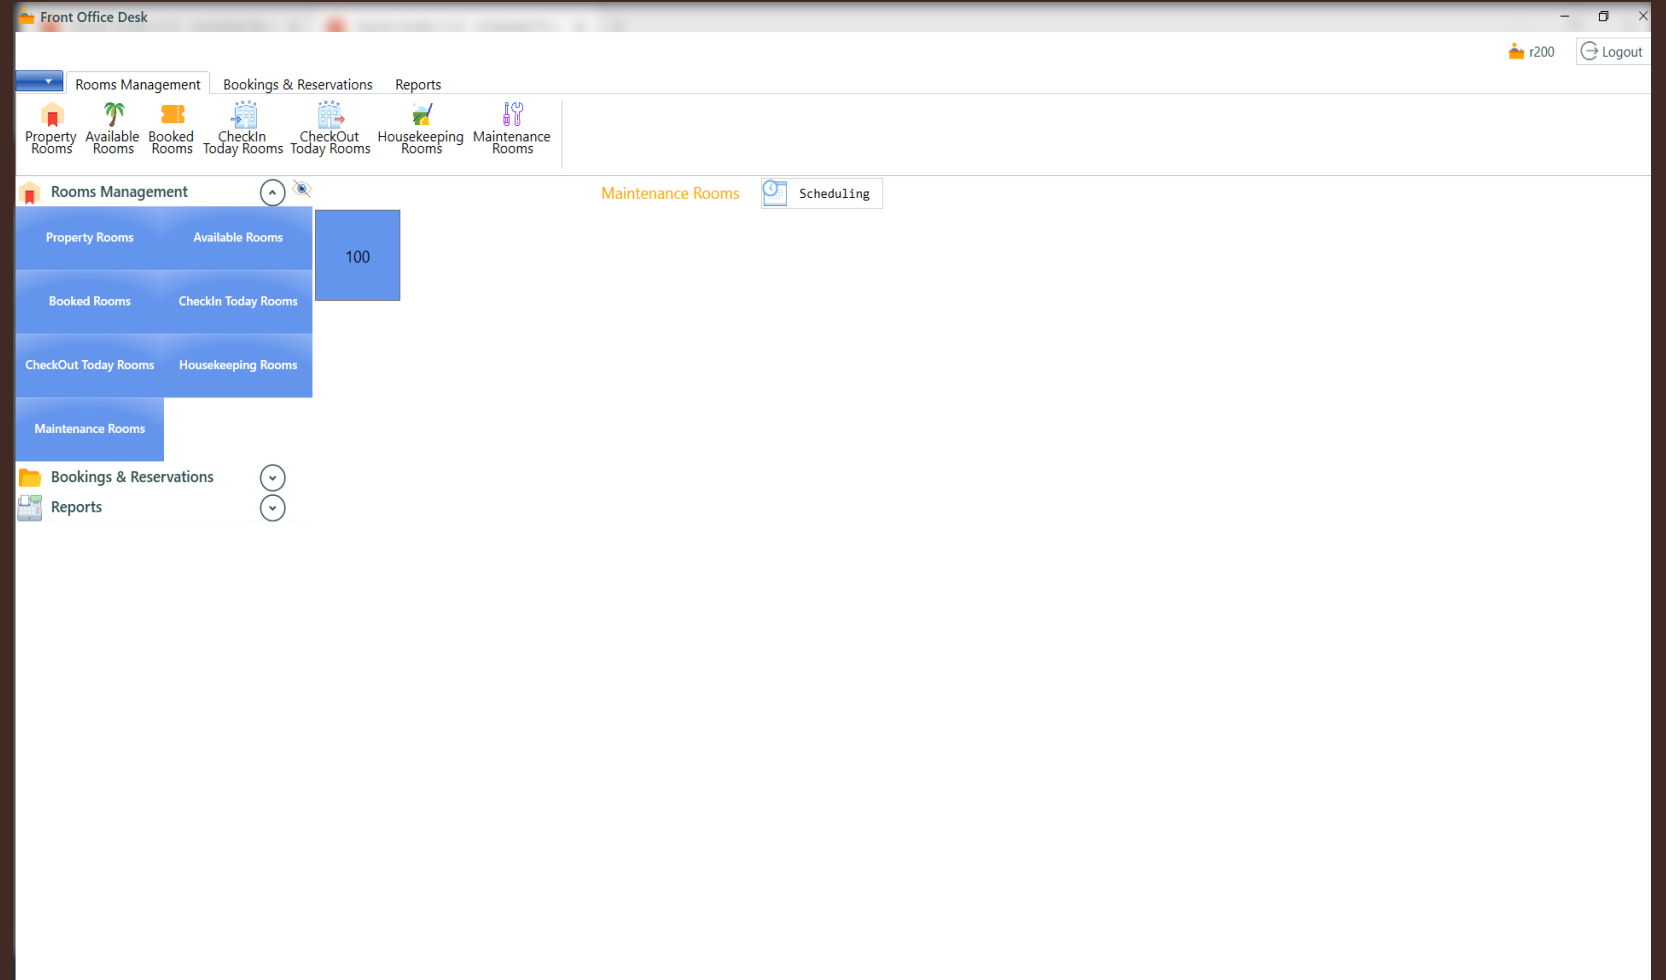 Front Office Desk
r200
Logout
Rooms Management
Bookings & Reservations
Reports
Property
Rooms
Available
Rooms
Booked
Rooms
CheckIn
Today Rooms
CheckOut
Today Rooms
Housekeeping
Rooms
Maintenance
Rooms
Rooms Management
Maintenance Rooms
Scheduling
Property Rooms
Available Rooms
100
Booked Rooms
CheckIn Today Rooms
CheckOut Today Rooms
Housekeeping Rooms
Maintenance Rooms
Bookings & Reservations
Reports